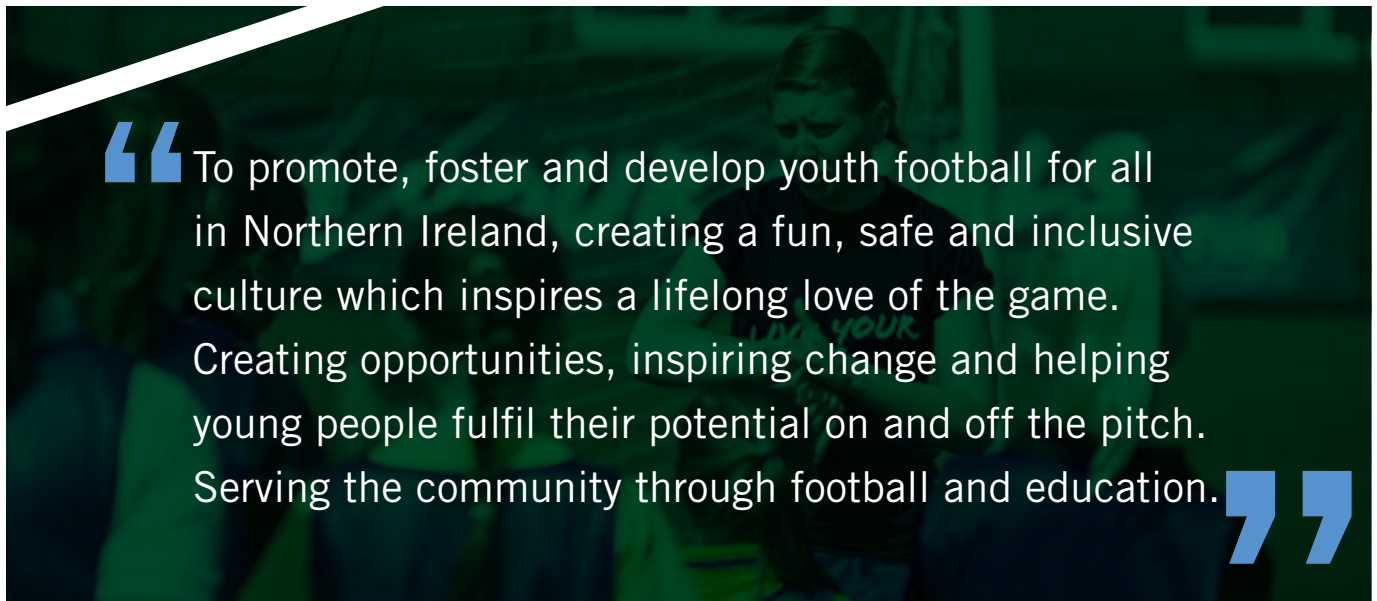 “To promote, foster and develop youth football for all
in Northern Ireland, creating a fun, safe and inclusive
culture which inspires a lifelong love of the game.
Creating opportunities, inspiring change and helping
young people fulfil their potential on and off the pitch.
Serving the community through football and education.”
LIVE YOUR